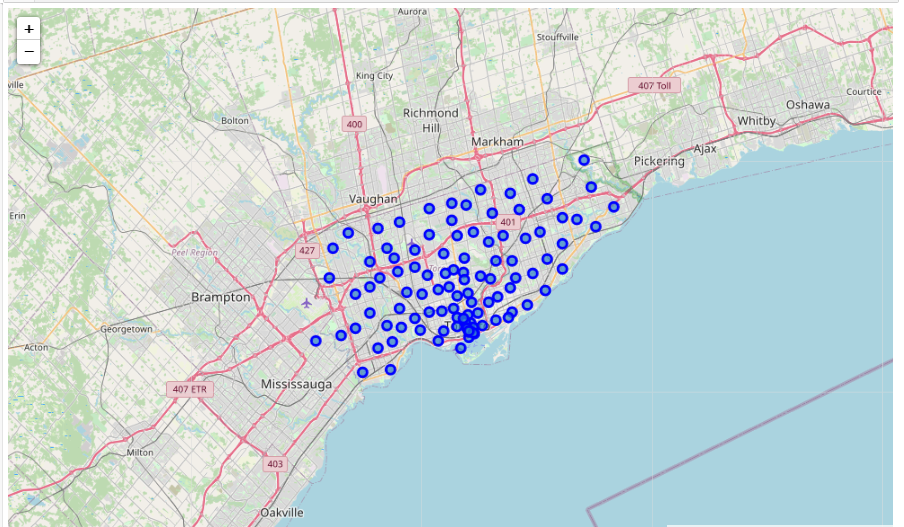 +
−
Aurora
Stouffville
King City
ville
407 Toll
Courtice
Oshawa
Richmond
Hill
Bolton
400
Whitby
Markham
Ajax
Pickering
Vaughan
Erin
401
427
Peel Region
Brampton
Georgetown
Acton
Mississauga
407 ETR
Milton
403
Oakville